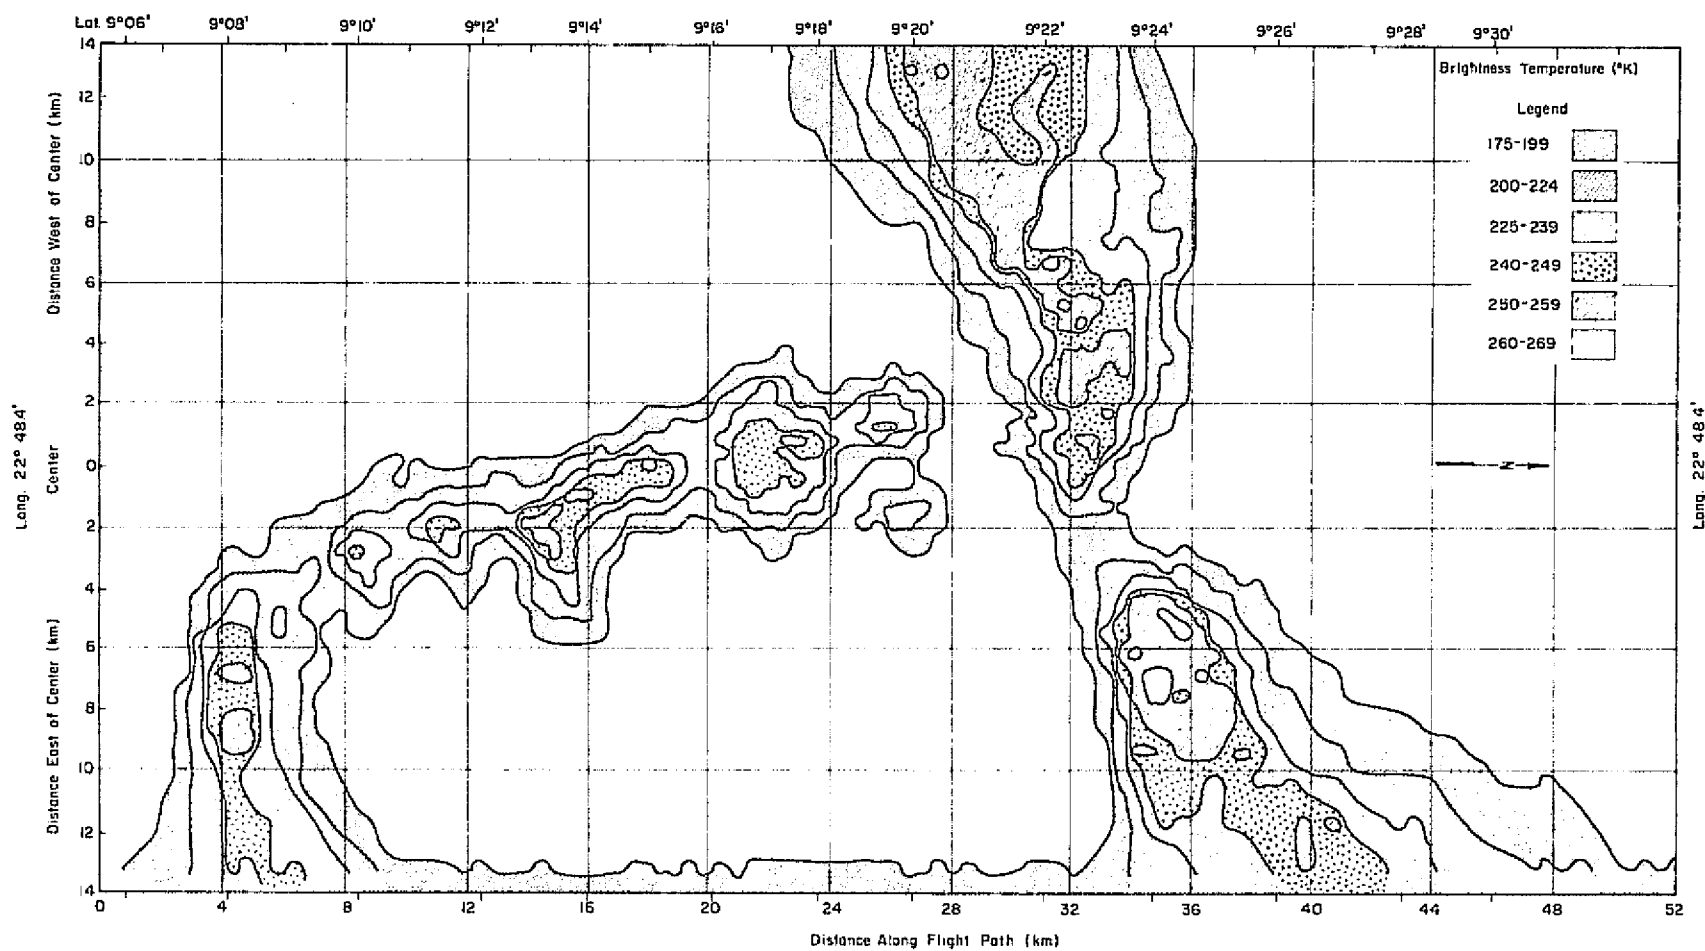 Lat. 9°06' 9°08' 9°10' 9°12' 9°14' 9°16' 9°18' 9°20' 9°22' 9°24' 9°26' 9°28' 9°30'
14
12
10
8
6
4
2
0
2
4
6
8
10
12
14
Distance West of Center (km)
Center
Distance East of Center (km)
Long. 22° 48.4'
Brightness Temperature (°K)
Legend
175-199
200-224
225-239
240-249
250-259
260-269
N
Long. 22° 48.4'
0 4 8 12 16 20 24 28 32 36 40 44 48 52
Distance Along Flight Path (km)